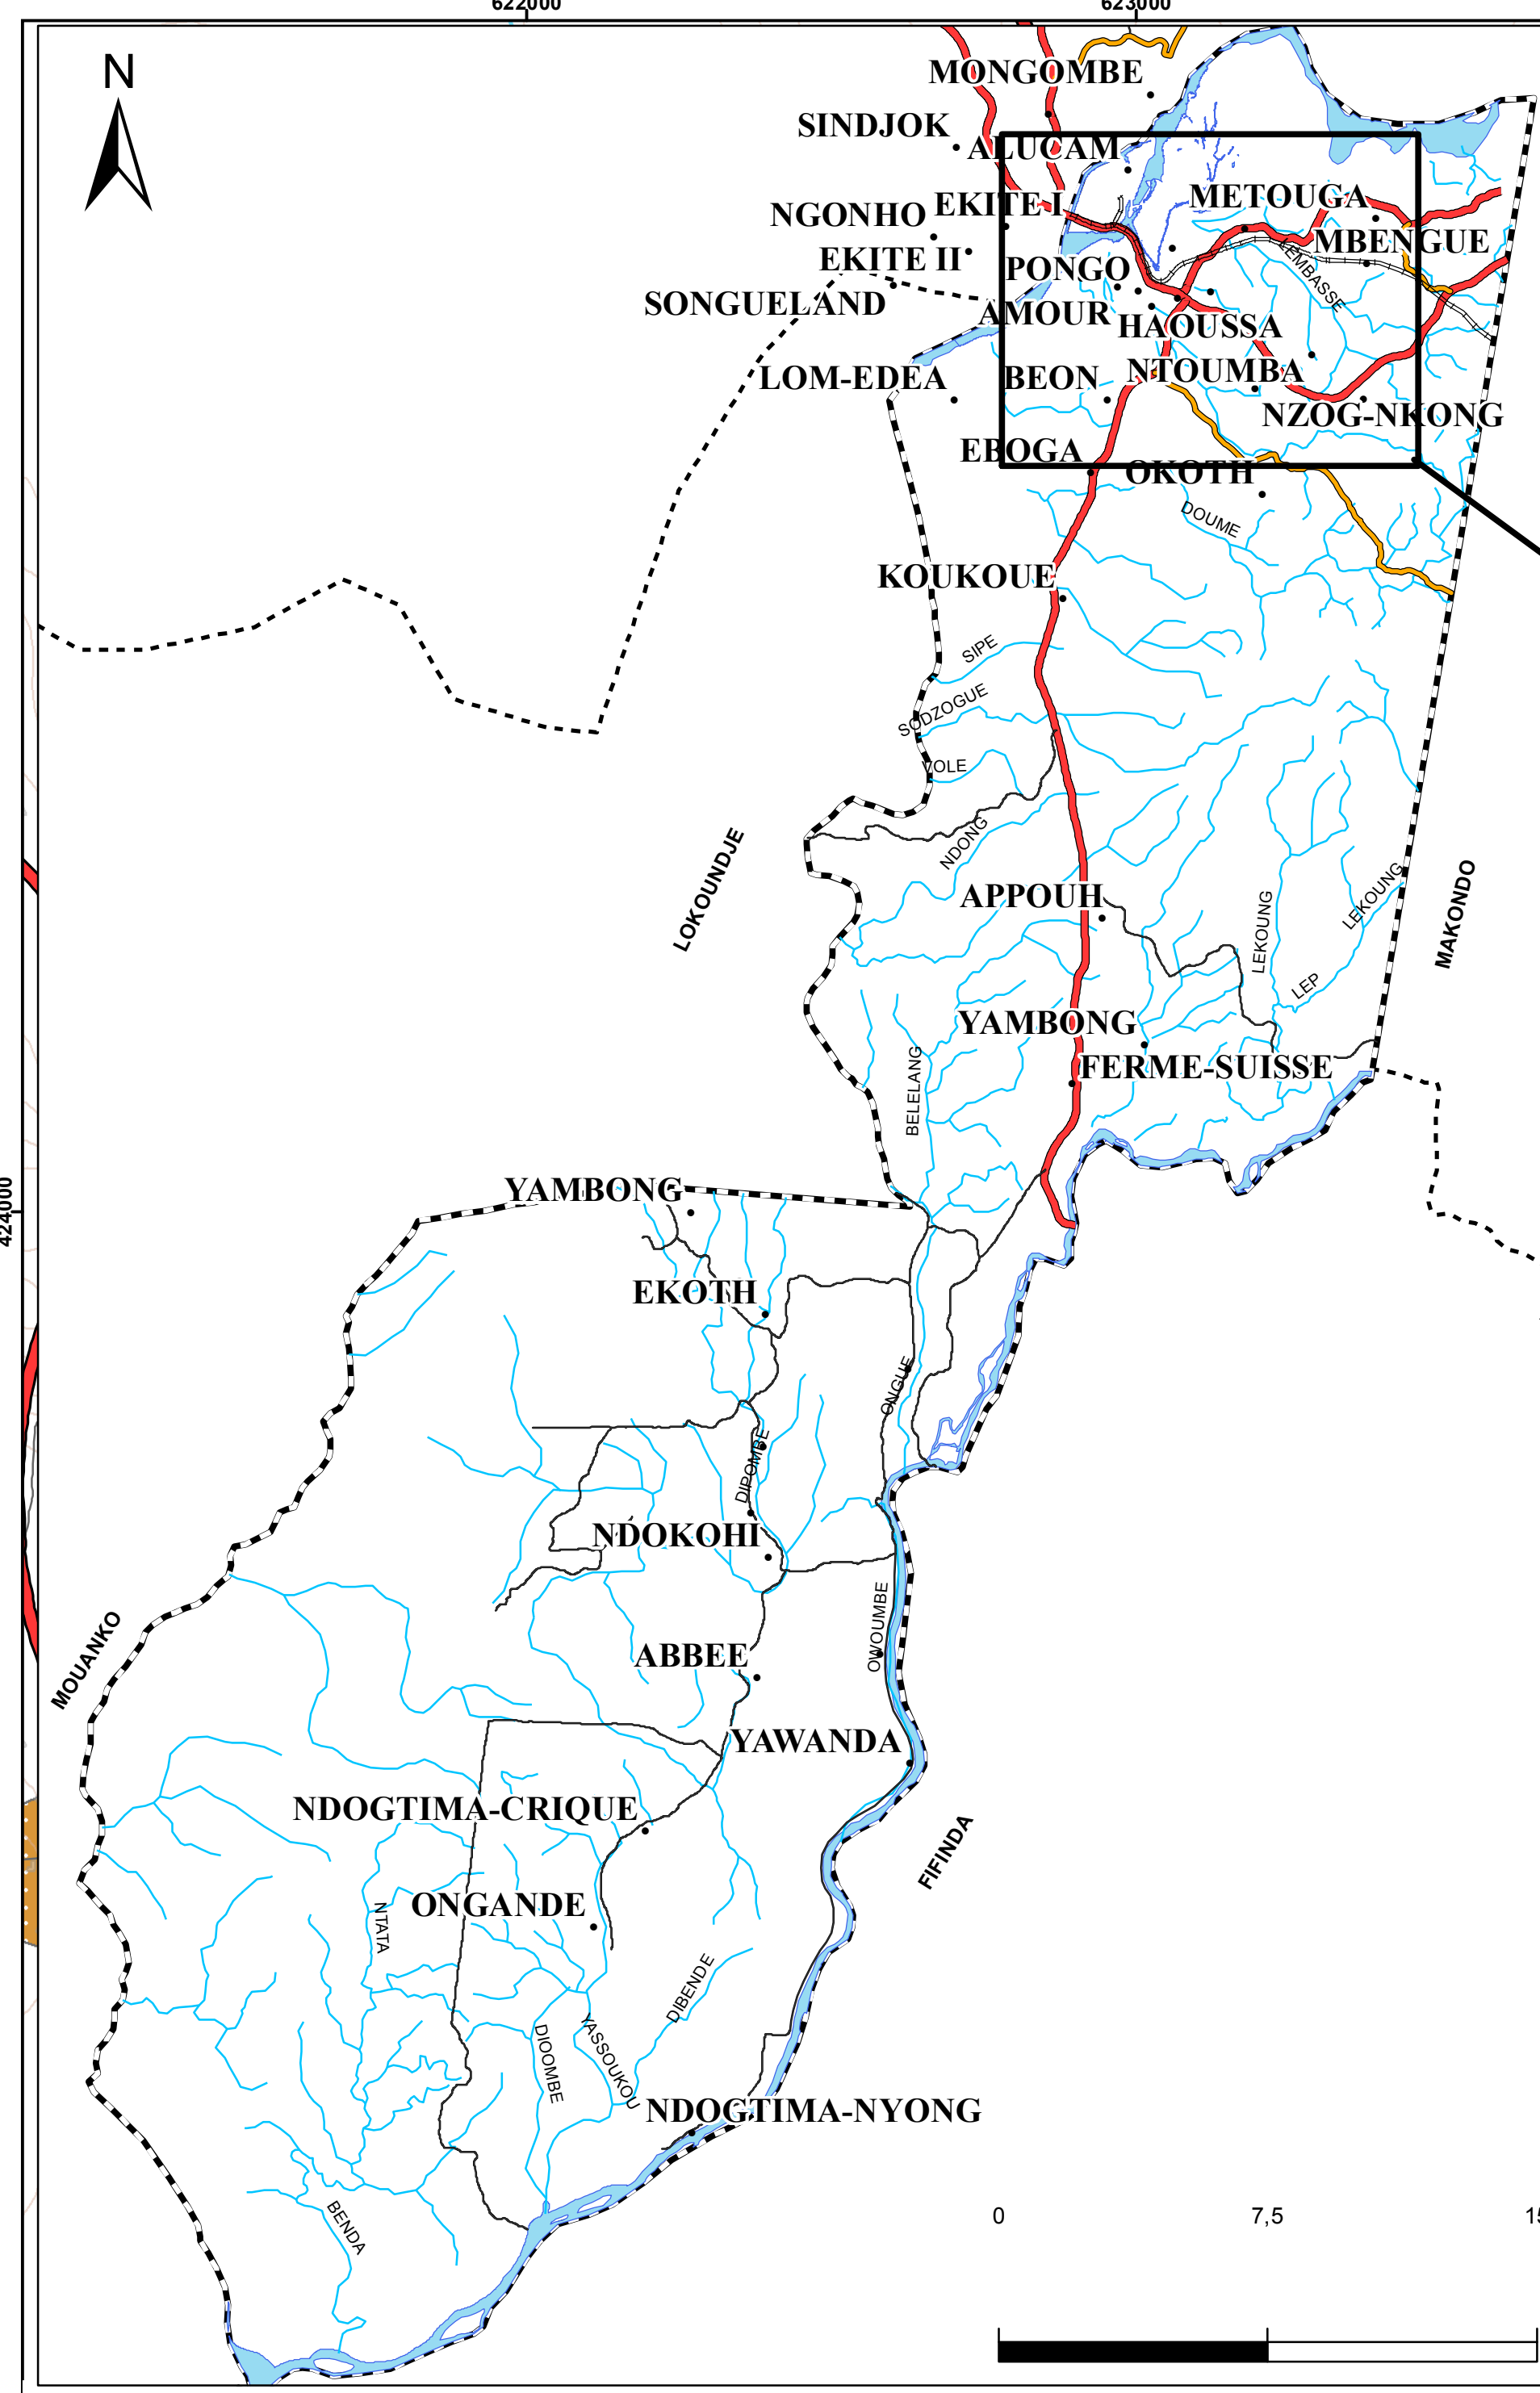 622000
623000
N
MONGOMBE
SINDJOK
ALUCAM
METOUGA
EKITE I
NGONHO
MBENGUE
EKITE II
PONGO
LEMBASSE
SONGUELAND
AMOUR
HAOUSSA
NTOUMBA
LOM-EDEA
BEON
NZOG-NKONG
EBOGA
OKOTH
DOUME
KOUKOUE
SIPE
SODZOGUE
VOLE
NDONG
LOKOUNDJE
APPOUH
LEKOUNG
LEKOUNG
MAKONDO
LEP
YAMBONG
FERME-SUISSE
BELELANG
YAMBONG
424000
EKOTH
ONGUE
DIPOMBE
NDOKOHI
OWOUMBE
ABBEE
MOUANKO
YAWANDA
NDOGTIMA-CRIQUE
FIFINDA
ONGANDE
NTATA
DIBENDE
YASSOUKOU
DIOOMBE
NDOGTIMA-NYONG
BENDA
0
7,5